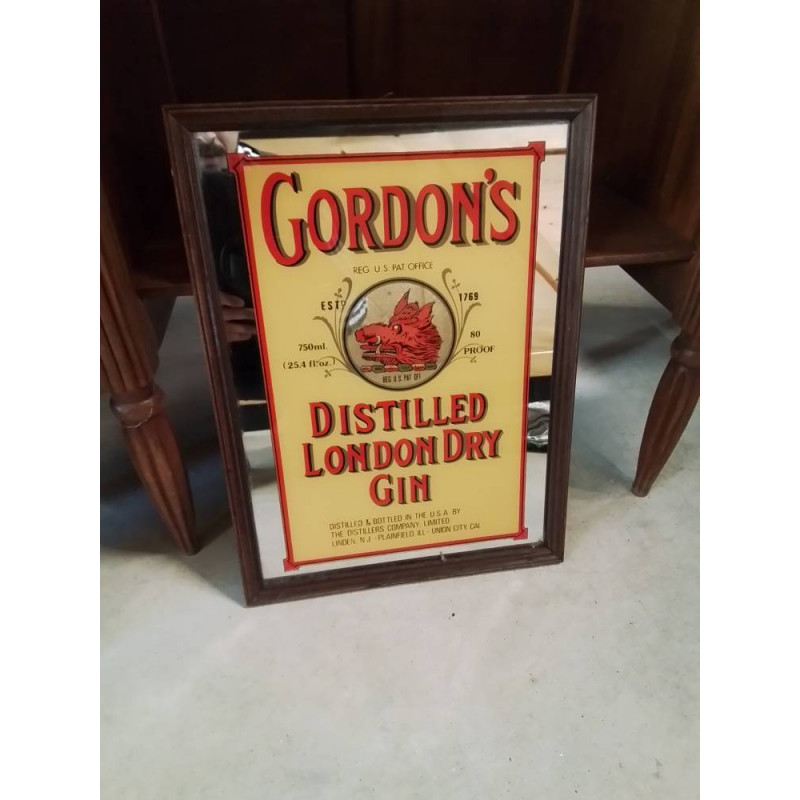 GORDON'S
REG. U.S. PAT. OFFICE
ESTD 1769
750ml. 80
(25.4 fl. oz.) PROOF
REG. U.S. PAT. OFF.
DISTILLED
LONDON DRY
GIN
DISTILLED & BOTTLED IN THE U.S.A. BY
THE DISTILLERS COMPANY, LIMITED
LINDEN, N.J. - PLAINFIELD, ILL. - UNION CITY, CAL.